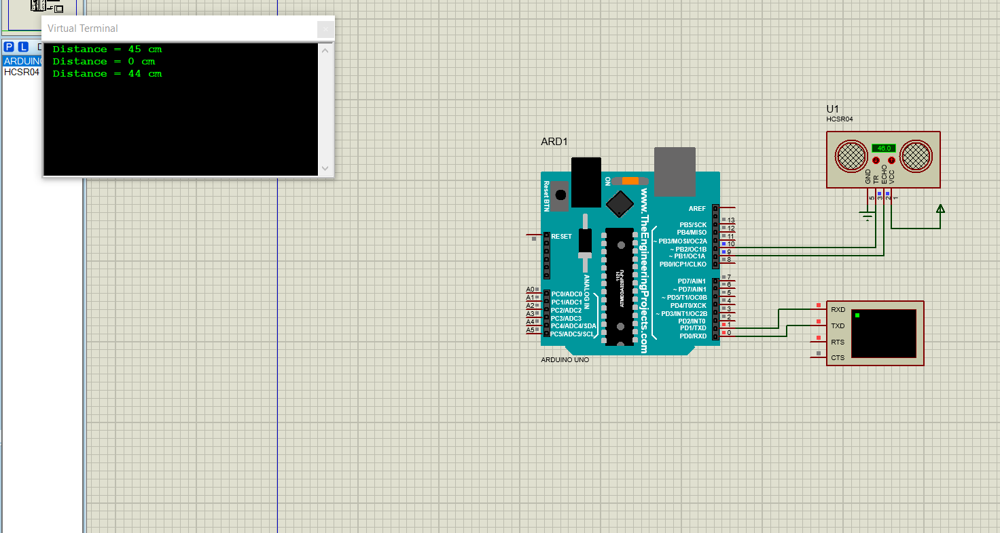 Virtual Terminal
Distance = 45 cm
Distance = 0 cm
Distance = 44 cm
P L
ARDUINO
HCSR04
ARD1
Reset BTN
ON
www.TheEngineeringProjects.com
RESET
AREF
PB5/SCK 13
PB4/MISO 12
~ PB3/MOSI/OC2A 11
~ PB2/OC1B 10
~ PB1/OC1A 9
PB0/ICP1/CLKO 8
PD7/AIN1 7
~ PD7/AIN1 6
~ PD5/T1/OC0B 5
PD4/T0/XCK 4
~ PD3/INT1/OC2B 3
PD2/INT0 2
PD1/TXD 1
PD0/RXD 0
A0 PC0/ADC0
A1 PC1/ADC1
A2 PC2/ADC2
A3 PC3/ADC3
A4 PC4/ADC4/SDA
A5 PC5/ADC5/SCL
ANALOG IN
1121
ATMEGA328P-PU
ARDUINO UNO
U1
HCSR04
46.0
GND
TR
ECHO
VCC
5
3
2
1
RXD
TXD
RTS
CTS